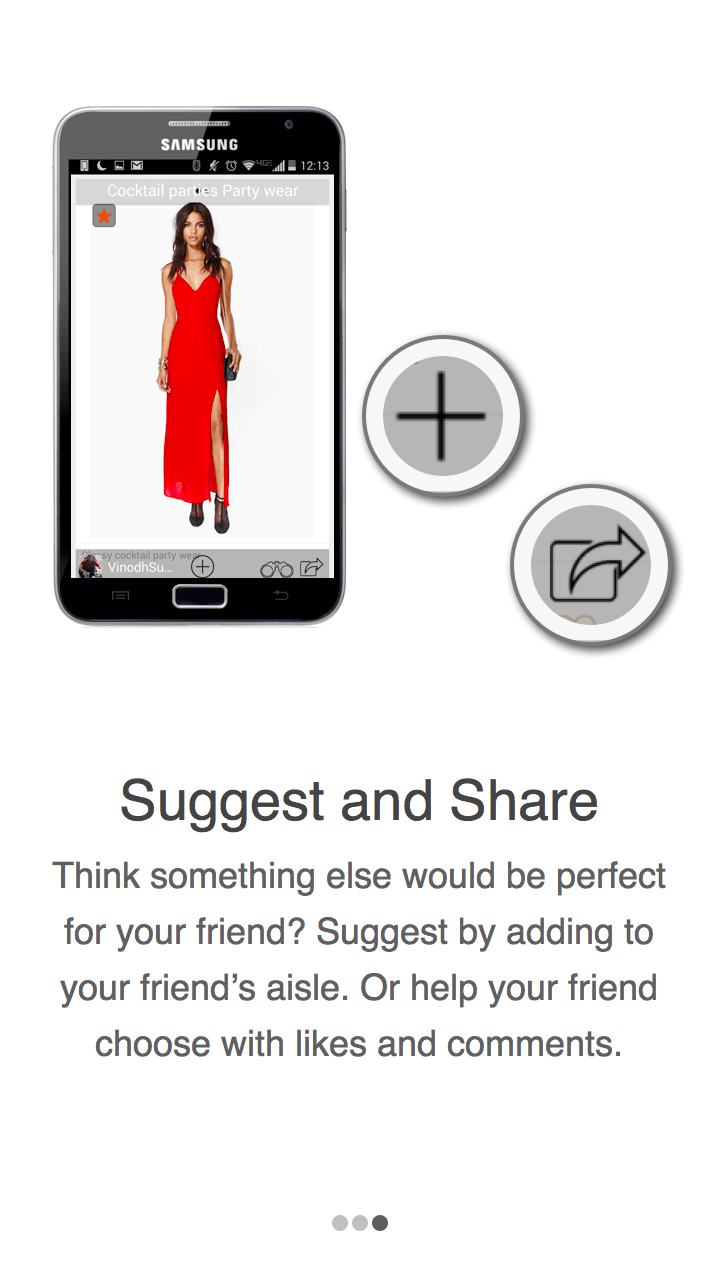 SAMSUNG
4G
12:13
Cocktail parties Party wear
Classy cocktail party wear
VinodhSu...
Suggest and Share
Think something else would be perfect
for your friend? Suggest by adding to
your friend’s aisle. Or help your friend
choose with likes and comments.